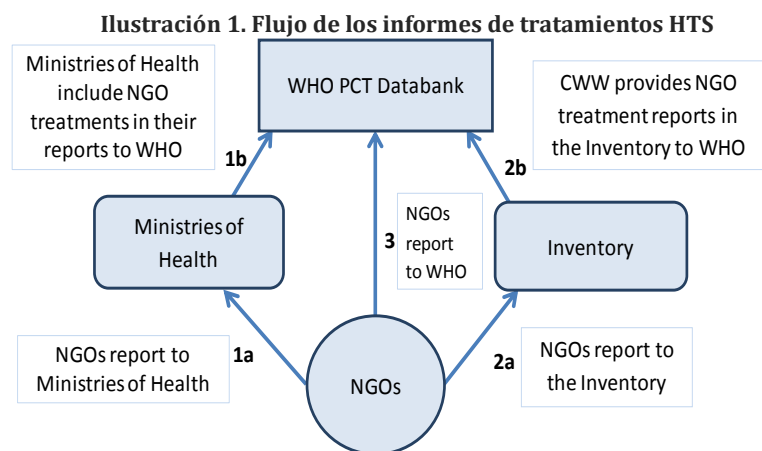 Ilustración 1. Flujo de los informes de tratamientos HTS
Ministries of Health
include NGO
treatments in their
reports to WHO
WHO PCT Databank
CWW provides NGO
treatment reports in
the Inventory to WHO
1b
2b
Ministries of
Health
3
NGOs
report
to WHO
Inventory
NGOs report to
Ministries of Health
1a
NGOs
2a
NGOs report to
the Inventory